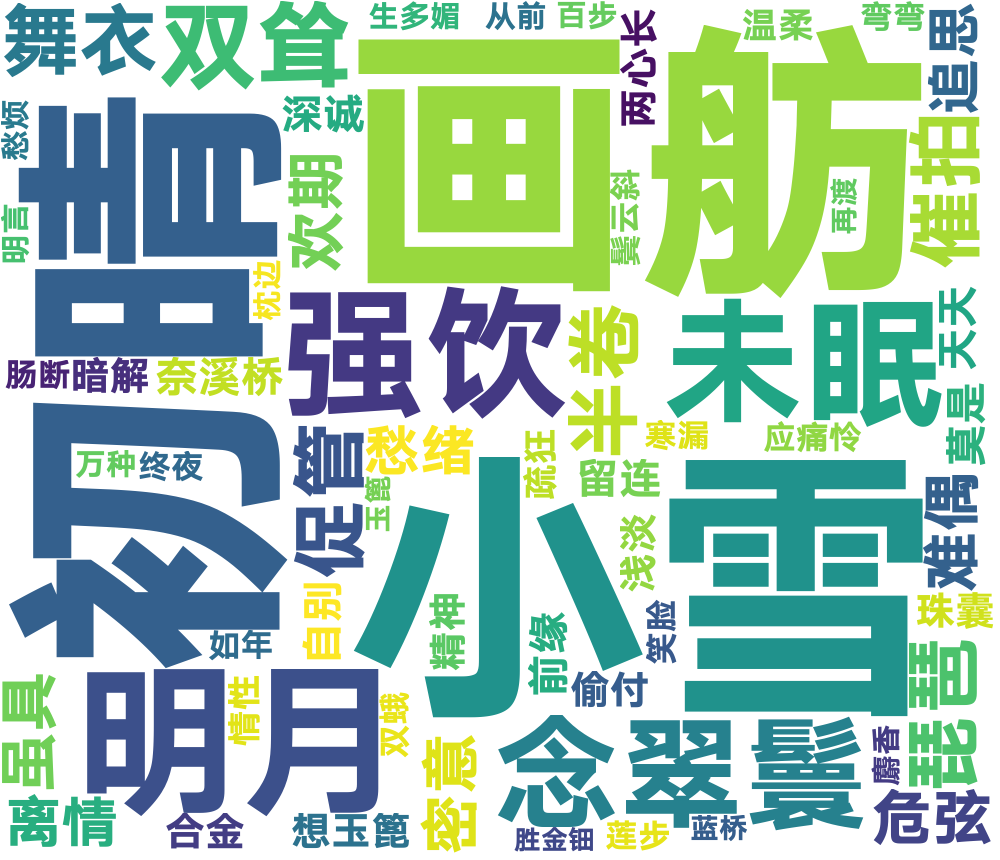 舞衣
双耸
生多媚
从前
百步
两心长
温柔
弯弯
追思
愁烦
初晴
深诚
画舫
催拍
欢期
鬓云斜
再渡
明言
枕边
强饮
半卷
未眠
天天
肠断
暗解
奈溪桥
莫是
万种
终夜
促管
愁绪
玉篦
疏狂
留连
寒漏
应痛怜
小雪
难偶
浅淡
自别
精神
前缘
笑脸
珠囊
如年
偷付
琵琶
虽具
明月
情性
双蛾
密意
念翠鬟
麝香
离情
合金
想玉篦
胜金钿
莲步
蓝桥
危弦